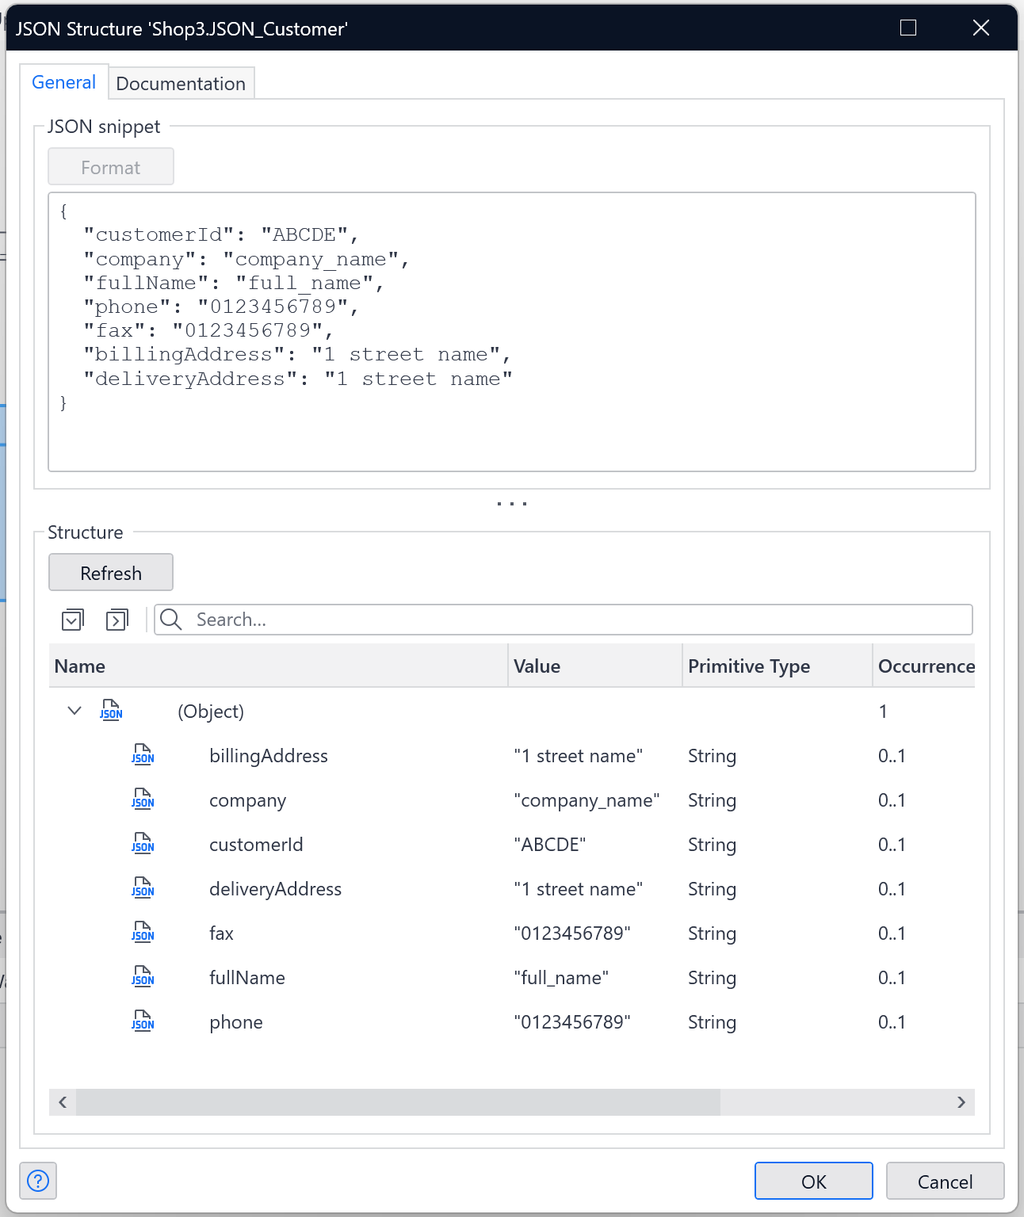 JSON Structure 'Shop3.JSON_Customer'
General Documentation
JSON snippet
Format
{
"customerId": "ABCDE",
"company": "company_name",
"fullName": "full_name",
"phone": "0123456789",
"fax": "0123456789",
"billingAddress": "1 street name",
"deliveryAddress": "1 street name"
}
...
Structure
Refresh
Search...
Name Value Primitive Type Occurrence
JSON (Object) 1
JSON billingAddress "1 street name" String 0..1
JSON company "company_name" String 0..1
JSON customerId "ABCDE" String 0..1
JSON deliveryAddress "1 street name" String 0..1
JSON fax "0123456789" String 0..1
JSON fullName "full_name" String 0..1
JSON phone "0123456789" String 0..1
? OK Cancel